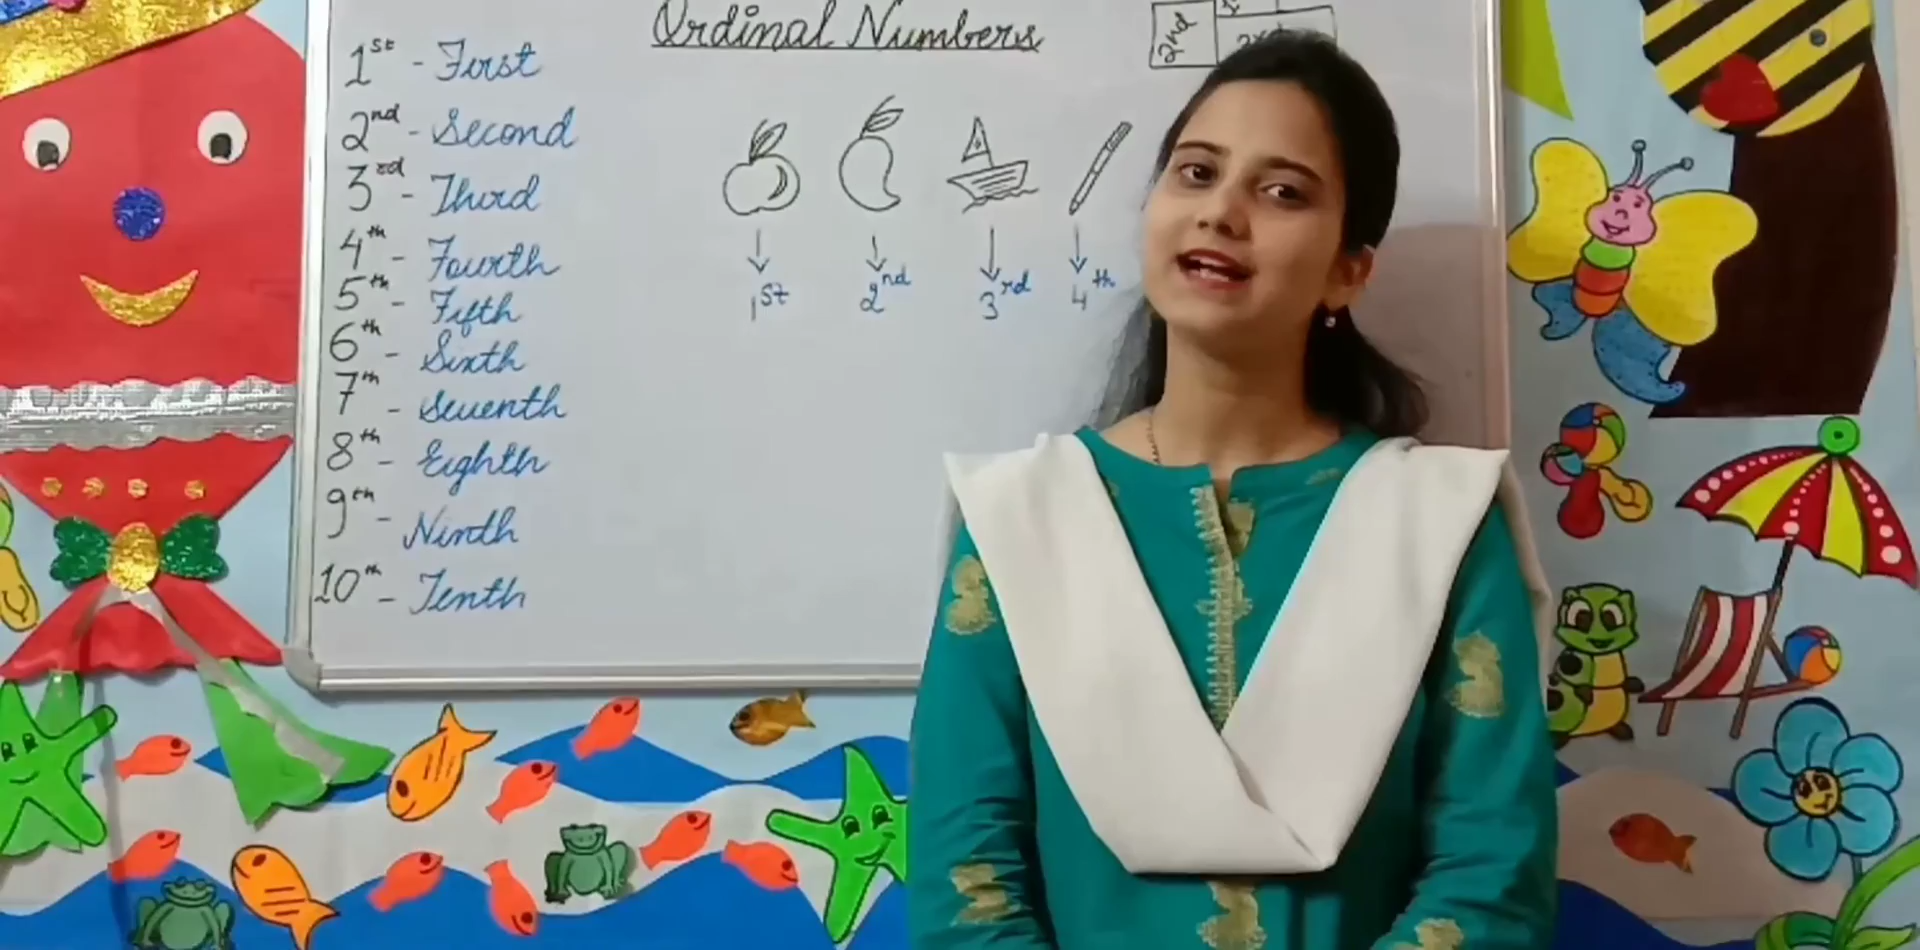 Ordinal Numbers
2nd
1st - First
2nd - Second
3rd - Third
4th - Fourth
5th - Fifth
6th - Sixth
7th - Seventh
8th - Eighth
9th - Ninth
10th - Tenth
1st 2nd 3rd 4th